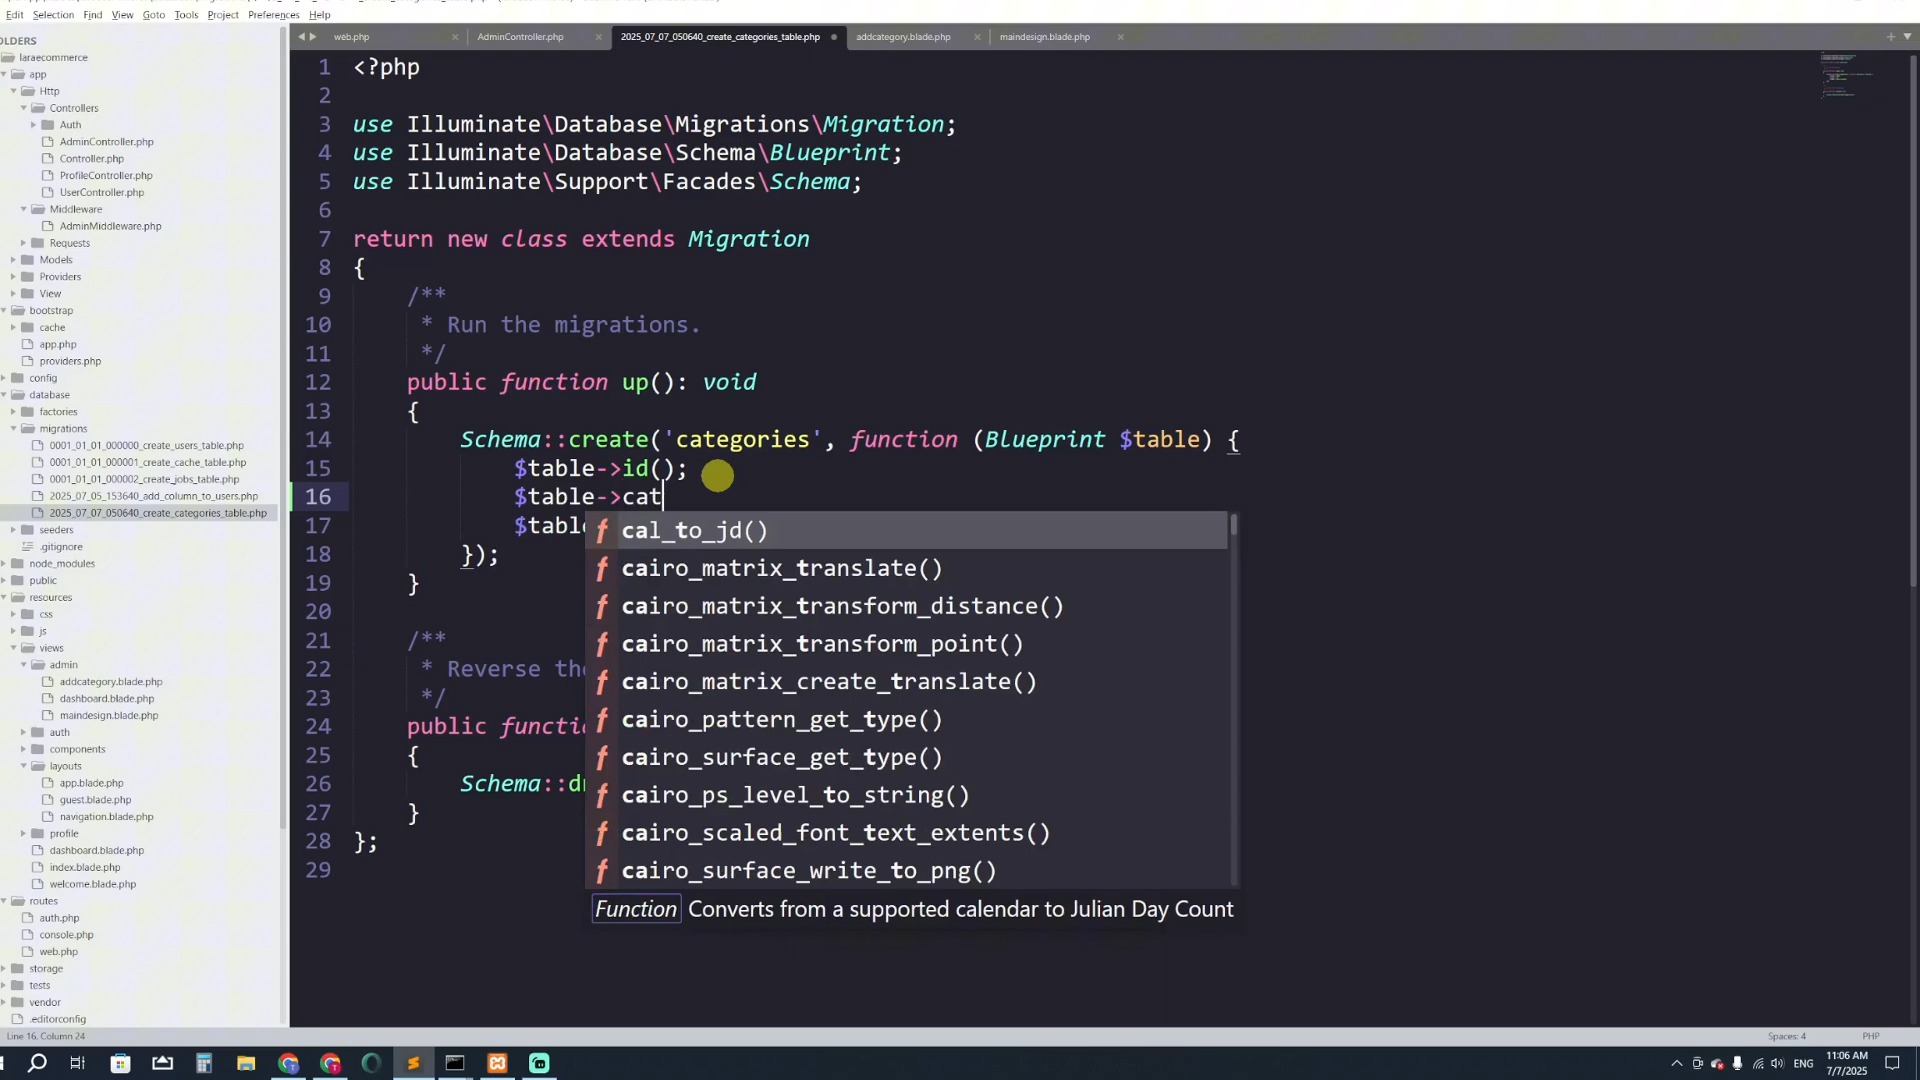 Edit Selection Find View Goto Tools Project Preferences Help
OLDERS
laraecommerce
app
Http
Controllers
Auth
AdminController.php
Controller.php
ProfileController.php
UserController.php
Middleware
AdminMiddleware.php
Requests
Models
Providers
View
bootstrap
cache
app.php
providers.php
config
database
factories
migrations
0001_01_01_000000_create_users_table.php
0001_01_01_000001_create_cache_table.php
0001_01_01_000002_create_jobs_table.php
2025_07_05_153640_add_column_to_users.php
2025_07_07_050640_create_categories_table.php
seeders
.gitignore
node_modules
public
resources
css
js
views
admin
addcategory.blade.php
dashboard.blade.php
maindesign.blade.php
auth
components
layouts
app.blade.php
guest.blade.php
navigation.blade.php
profile
dashboard.blade.php
index.blade.php
welcome.blade.php
routes
auth.php
console.php
web.php
storage
tests
vendor
.editorconfig
web.php × AdminController.php × 2025_07_07_050640_create_categories_table.php addcategory.blade.php × maindesign.blade.php ×
1 <?php
2
3 use Illuminate\Database\Migrations\Migration;
4 use Illuminate\Database\Schema\Blueprint;
5 use Illuminate\Support\Facades\Schema;
6
7 return new class extends Migration
8 {
9 /**
10 * Run the migrations.
11 */
12 public function up(): void
13 {
14 Schema::create('categories', function (Blueprint $table) {
15 $table->id();
16 $table->cat
17 $table
18 });
19 }
20
21 /**
22 * Reverse the
23 */
24 public functi
25 {
26 Schema::dr
27 }
28 };
29
f cal_to_jd()
f cairo_matrix_translate()
f cairo_matrix_transform_distance()
f cairo_matrix_transform_point()
f cairo_matrix_create_translate()
f cairo_pattern_get_type()
f cairo_surface_get_type()
f cairo_ps_level_to_string()
f cairo_scaled_font_text_extents()
f cairo_surface_write_to_png()
Function Converts from a supported calendar to Julian Day Count
Line 16, Column 24 Spaces: 4 PHP
ENG 11:06 AM
7/7/2025